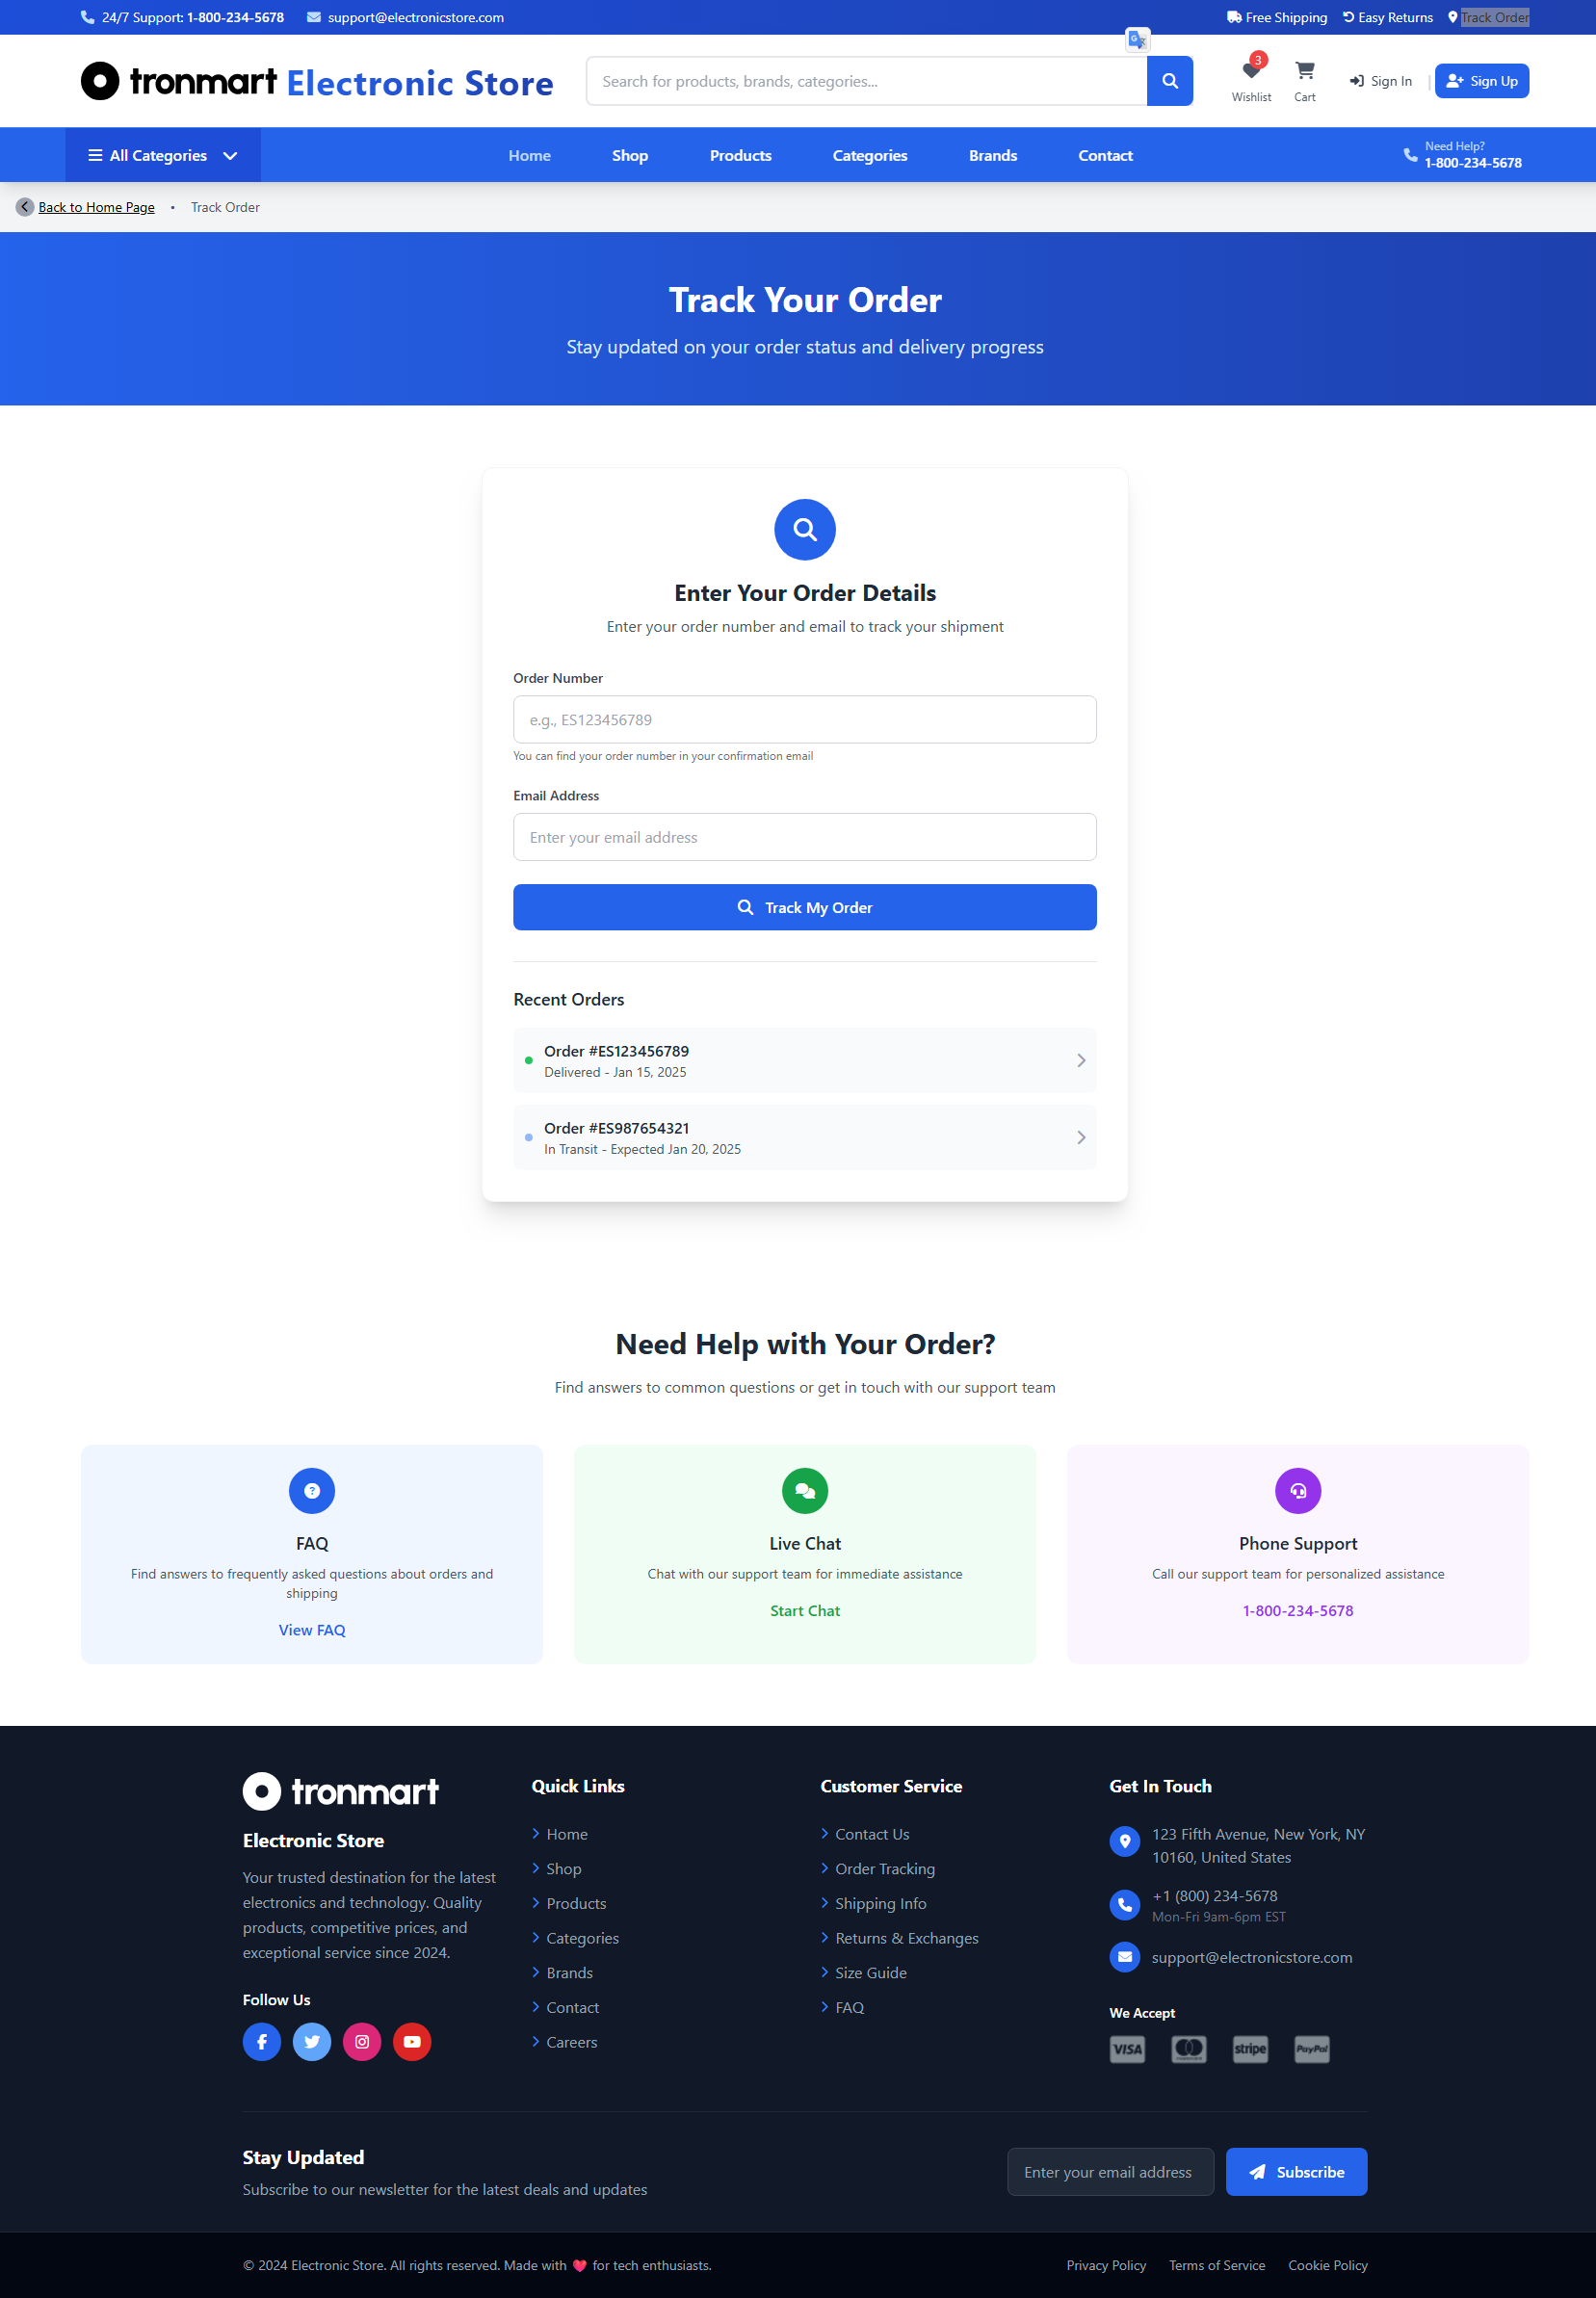 24/7 Support: 1-800-234-5678 support@electronicstore.com Free Shipping Easy Returns Track Order
tronmart Electronic Store Search for products, brands, categories... 3 Wishlist Cart Sign In | Sign Up
All Categories Home Shop Products Categories Brands Contact Need Help? 1-800-234-5678
Back to Home Page • Track Order
Track Your Order
Stay updated on your order status and delivery progress
Enter Your Order Details
Enter your order number and email to track your shipment
Order Number
e.g., ES123456789
You can find your order number in your confirmation email
Email Address
Enter your email address
Track My Order
Recent Orders
Order #ES123456789
Delivered - Jan 15, 2025
Order #ES987654321
In Transit - Expected Jan 20, 2025
Need Help with Your Order?
Find answers to common questions or get in touch with our support team
FAQ
Find answers to frequently asked questions about orders and
shipping
View FAQ
Live Chat
Chat with our support team for immediate assistance
Start Chat
Phone Support
Call our support team for personalized assistance
1-800-234-5678
tronmart
Electronic Store
Your trusted destination for the latest
electronics and technology. Quality
products, competitive prices, and
exceptional service since 2024.
Follow Us
Quick Links
Home
Shop
Products
Categories
Brands
Contact
Careers
Customer Service
Contact Us
Order Tracking
Shipping Info
Returns & Exchanges
Size Guide
FAQ
Get In Touch
123 Fifth Avenue, New York, NY
10160, United States
+1 (800) 234-5678
Mon-Fri 9am-6pm EST
support@electronicstore.com
We Accept
VISA stripe PayPal
Stay Updated
Subscribe to our newsletter for the latest deals and updates
Enter your email address Subscribe
© 2024 Electronic Store. All rights reserved. Made with ❤ for tech enthusiasts. Privacy Policy Terms of Service Cookie Policy